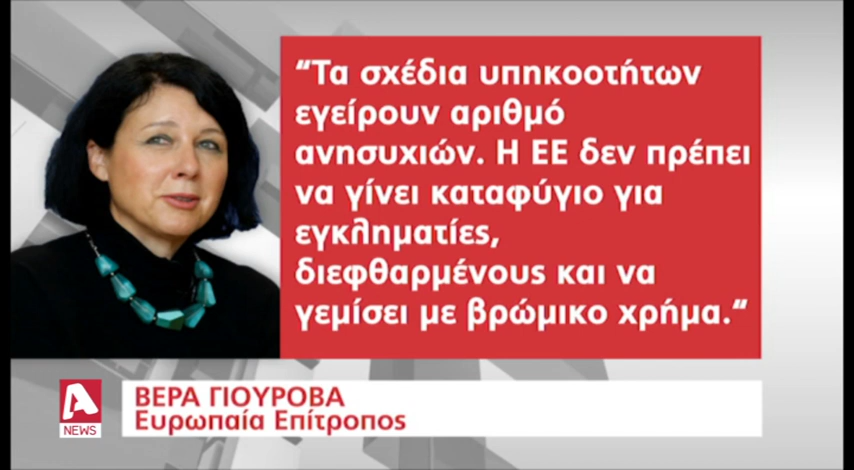 “Τα σχέδια υπηκοοτήτων
εγείρουν αριθμό
ανησυχιών. Η ΕΕ δεν πρέπει
να γίνει καταφύγιο για
εγκληματίες,
διεφθαρμένους και να
γεμίσει με βρώμικο χρήμα.“
ΒΕΡΑ ΓΙΟΥΡΟΒΑ
Ευρωπαία Επίτροπος
A
NEWS